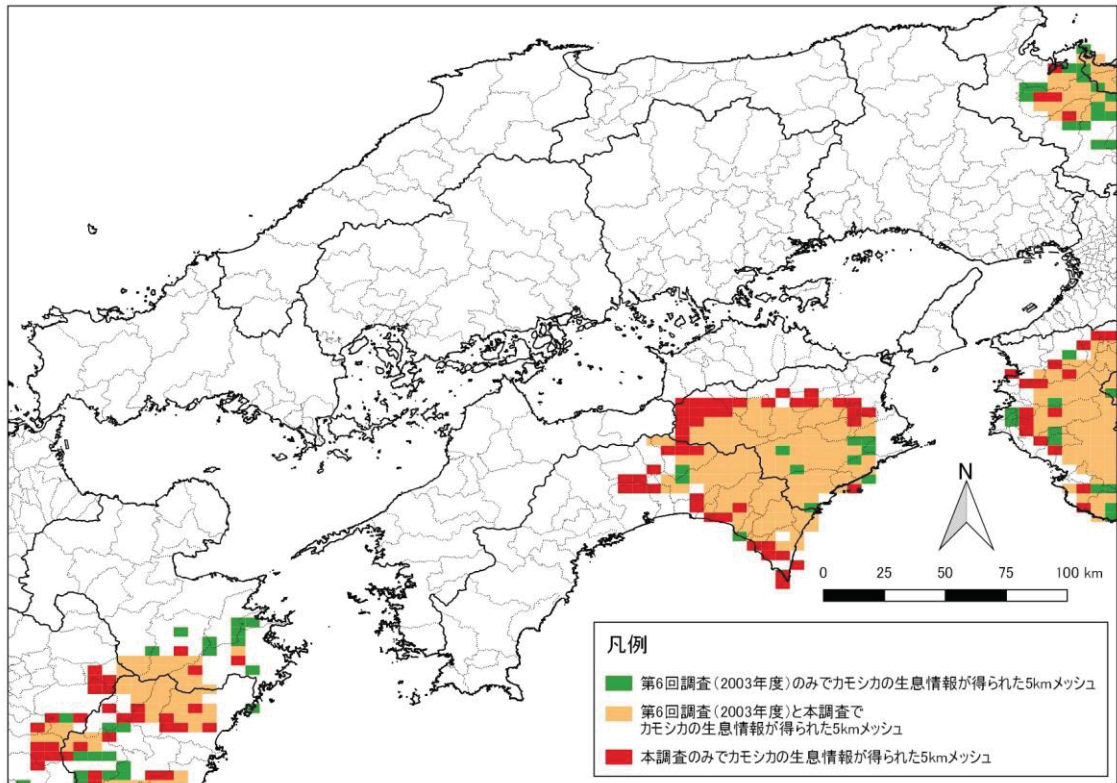 N
0 25 50 75 100 km
凡例
第6回調査(2003年度)のみでカモシカの生息情報が得られた5kmメッシュ
第6回調査(2003年度)と本調査で
カモシカの生息情報が得られた5kmメッシュ
本調査のみでカモシカの生息情報が得られた5kmメッシュ